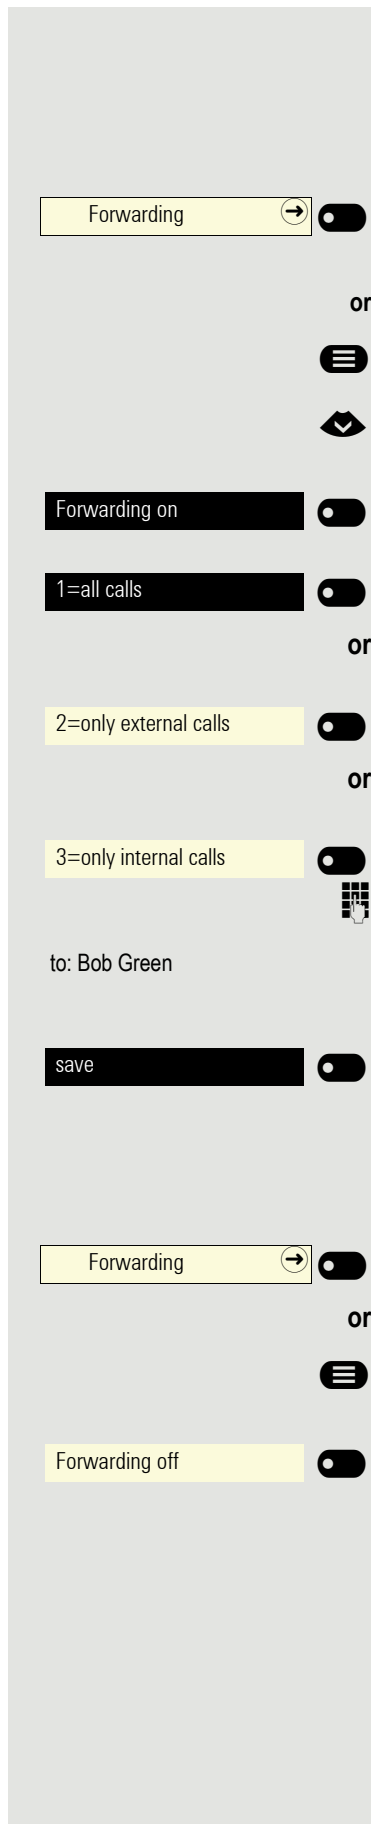 Forwarding
or
Forwarding on
1=all calls
or
2=only external calls
or
3=only internal calls
to: Bob Green
save
Forwarding
or
Forwarding off